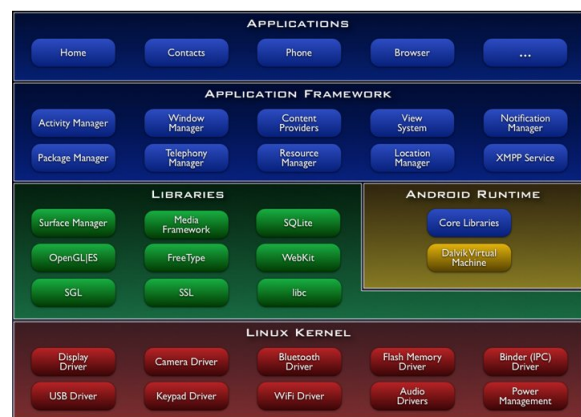 APPLICATIONS
Home
Contacts
Phone
Browser
...
APPLICATION FRAMEWORK
Activity Manager
Window
Manager
Content
Providers
View
System
Notification
Manager
Package Manager
Telephony
Manager
Resource
Manager
Location
Manager
XMPP Service
LIBRARIES
Surface Manager
Media
Framework
SQLite
OpenGL|ES
FreeType
WebKit
SGL
SSL
libc
ANDROID RUNTIME
Core Libraries
Dalvik Virtual
Machine
LINUX KERNEL
Display
Driver
Camera Driver
Bluetooth
Driver
Flash Memory
Driver
Binder (IPC)
Driver
USB Driver
Keypad Driver
WiFi Driver
Audio
Drivers
Power
Management